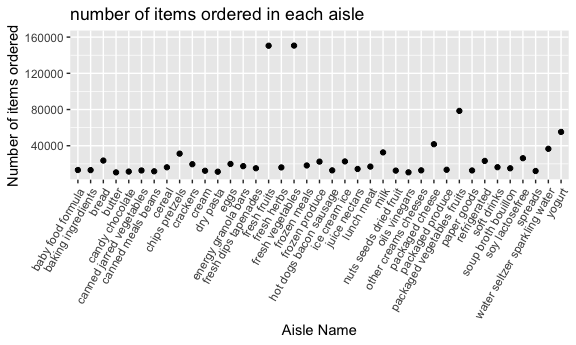 number of items ordered in each aisle
Number of items ordered
160000
120000
80000
40000
baby food formula
baking ingredients
bread
butter
candy chocolate
canned jarred vegetables
canned meals beans
cereal
chips pretzels
crackers
cream
dry pasta
eggs
energy granola bars
fresh dips tapenades
fresh fruits
fresh herbs
fresh vegetables
frozen meals
frozen produce
hot dogs bacon sausage
ice cream ice
juice nectars
lunch meat
milk
nuts seeds dried fruit
oils vinegars
other creams cheeses
packaged cheese
packaged produce
packaged vegetables fruits
paper goods
refrigerated
soft drinks
soup broth bouillon
soy lactosefree
spreads
water seltzer sparkling water
yogurt
Aisle Name